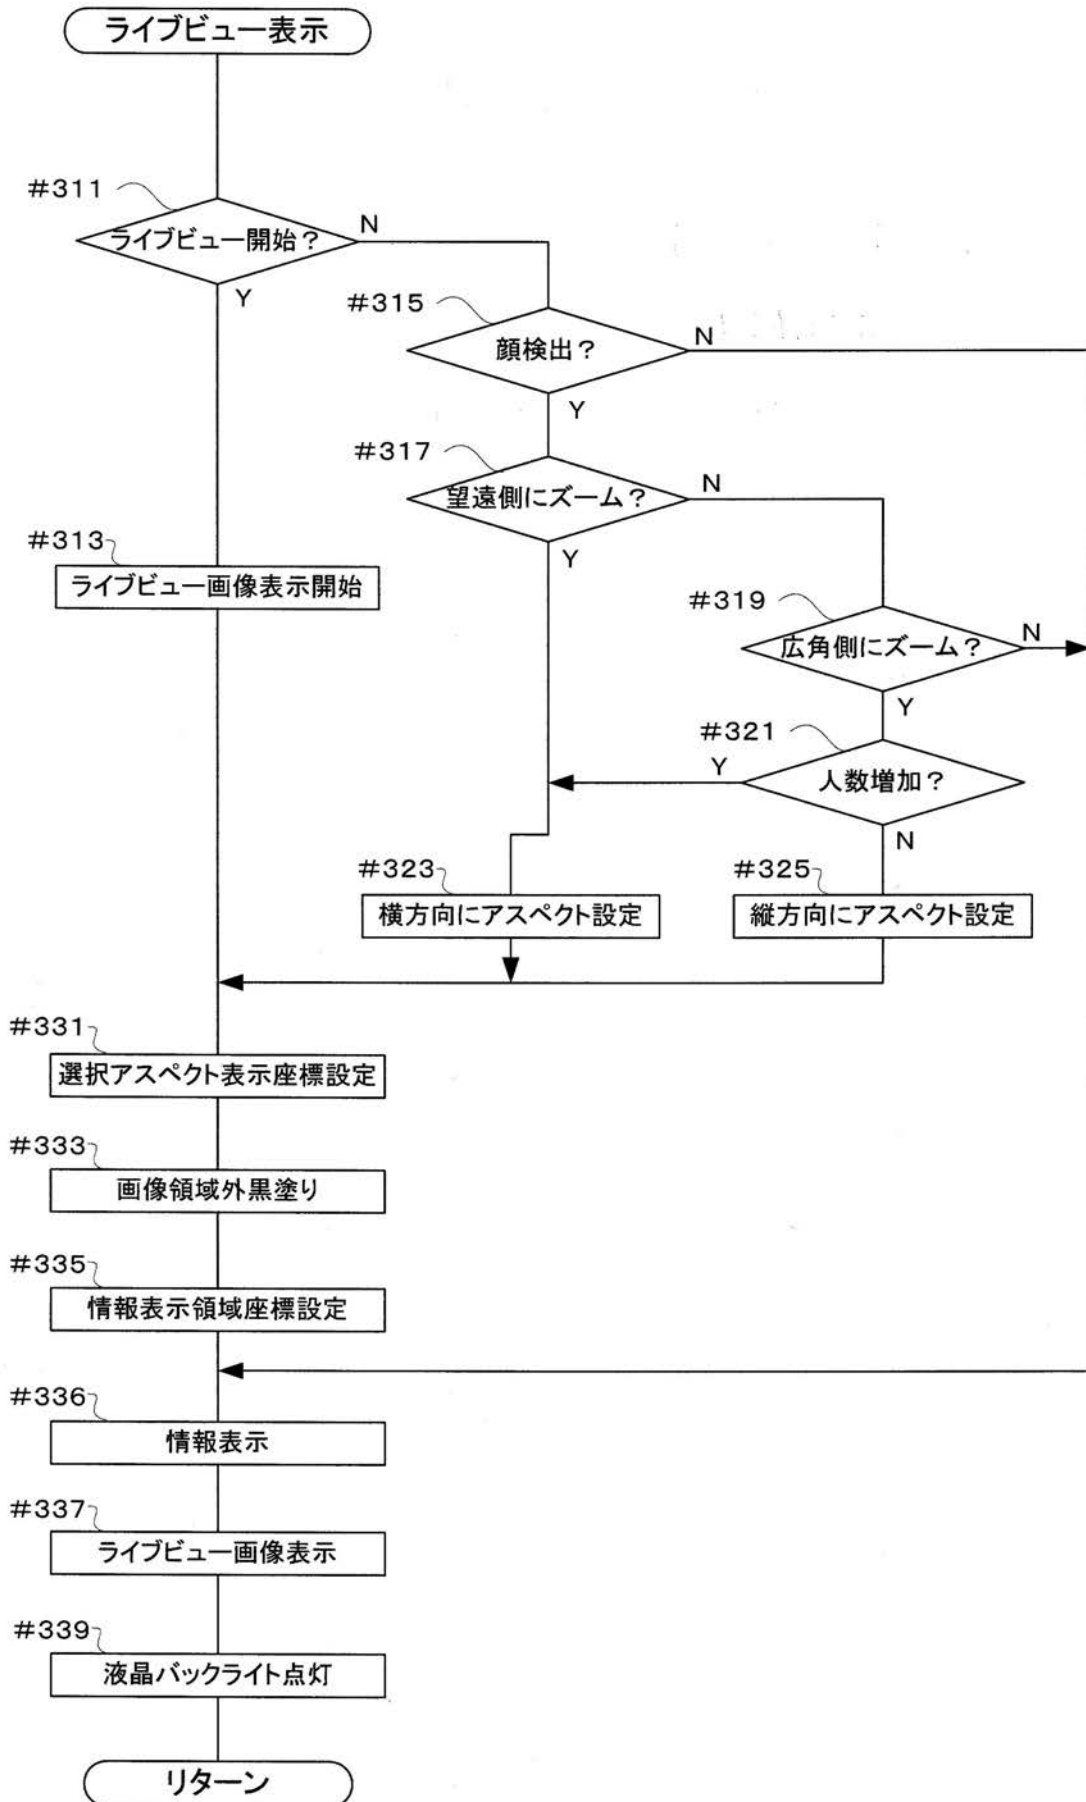 ライブビュー表示
#311
ライブビュー開始?
N
Y
#315
顔検出?
N
Y
#317
望遠側にズーム?
N
Y
#313
ライブビュー画像表示開始
#319
広角側にズーム?
N
Y
#321
人数増加?
Y
N
#323
横方向にアスペクト設定
#325
縦方向にアスペクト設定
#331
選択アスペクト表示座標設定
#333
画像領域外黒塗り
#335
情報表示領域座標設定
#336
情報表示
#337
ライブビュー画像表示
#339
液晶バックライト点灯
リターン